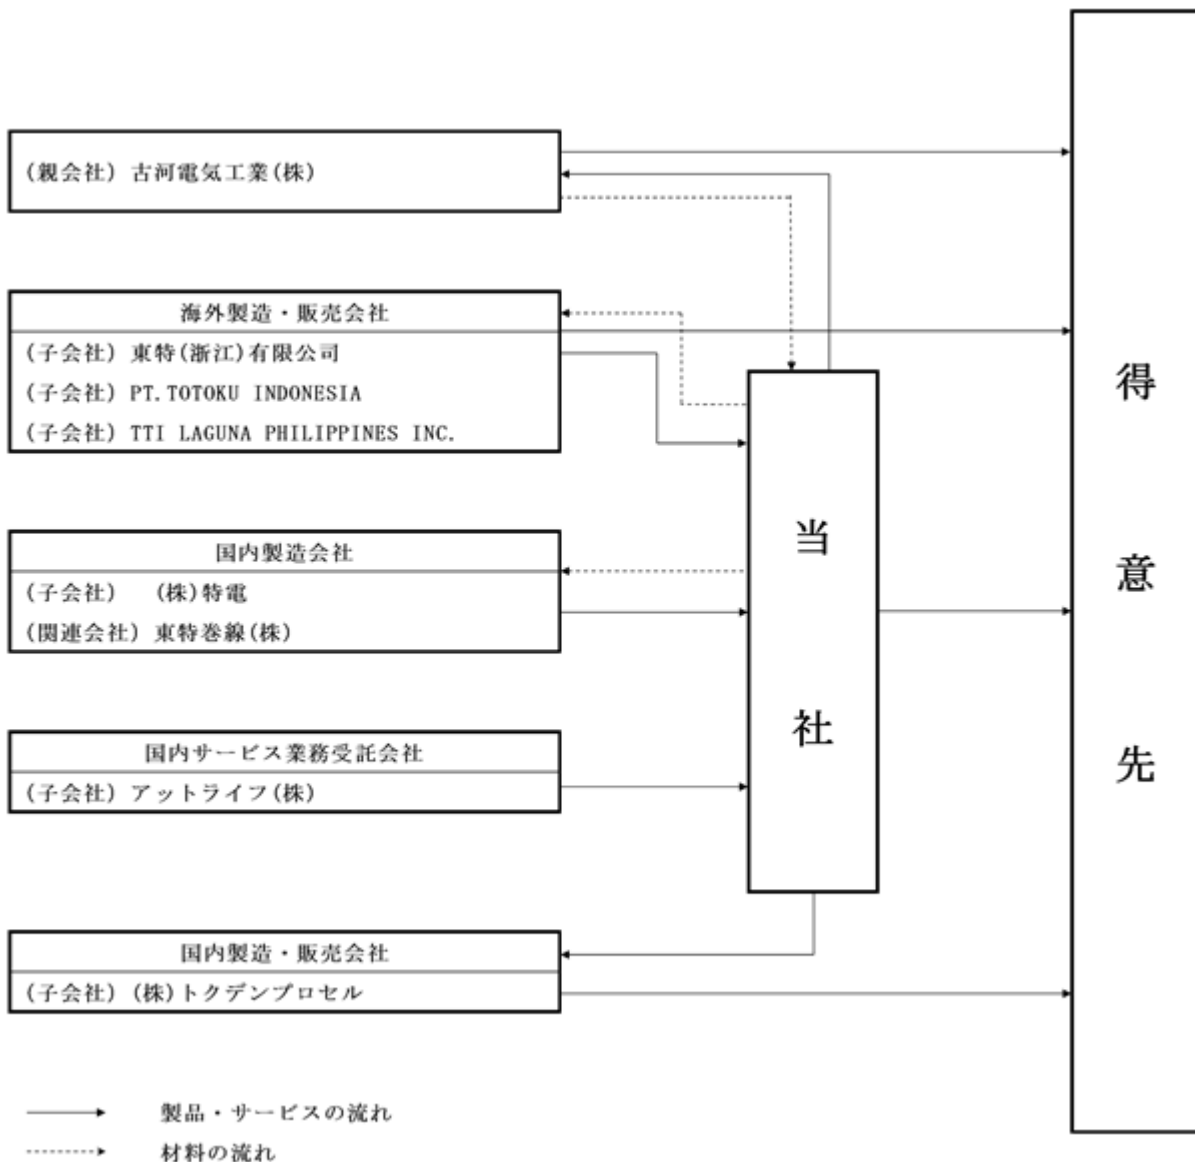 (親会社) 古河電気工業(株)
海外製造・販売会社
(子会社) 東特(浙江)有限公司
(子会社) PT.TOTOKU INDONESIA
(子会社) TTI LAGUNA PHILIPPINES INC.
国内製造会社
(子会社) (株)特電
(関連会社) 東特巻線(株)
国内サービス業務受託会社
(子会社) アットライフ(株)
国内製造・販売会社
(子会社) (株)トクデンプロセル
当社
得意先
製品・サービスの流れ
材料の流れ